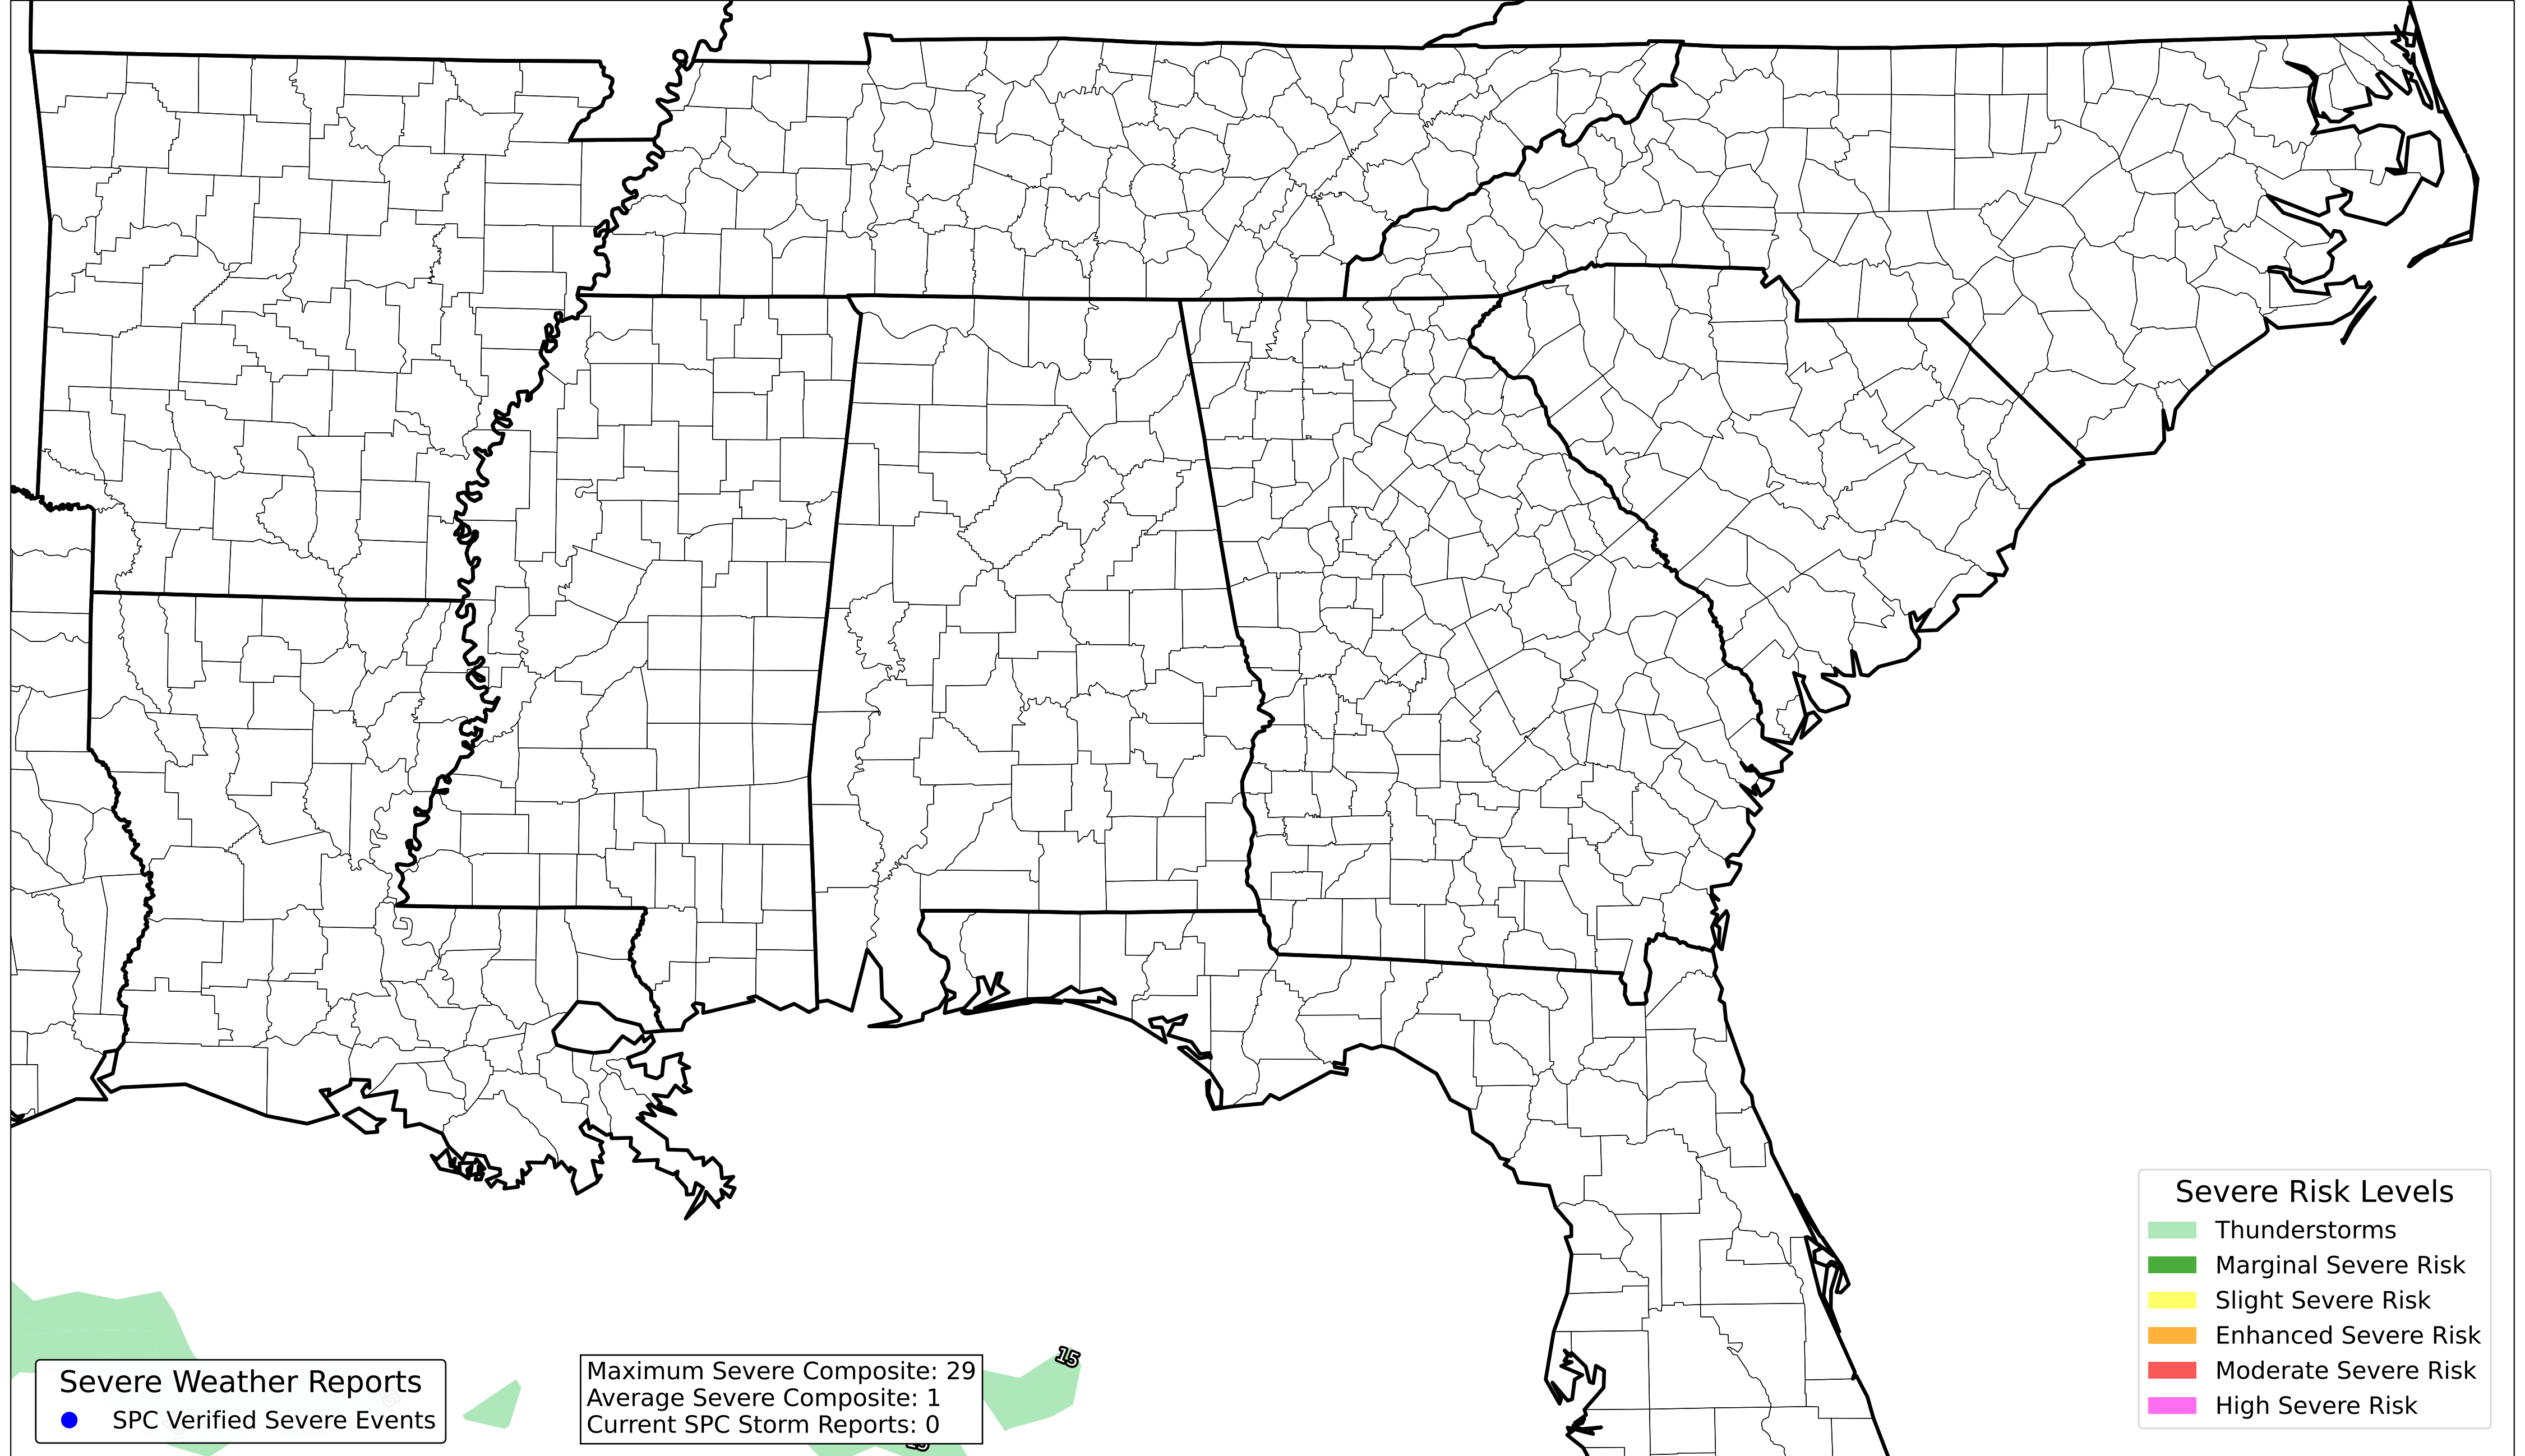 15
Severe Weather Reports
SPC Verified Severe Events
Maximum Severe Composite: 29
Average Severe Composite: 1
Current SPC Storm Reports: 0
Severe Risk Levels
Thunderstorms
Marginal Severe Risk
Slight Severe Risk
Enhanced Severe Risk
Moderate Severe Risk
High Severe Risk